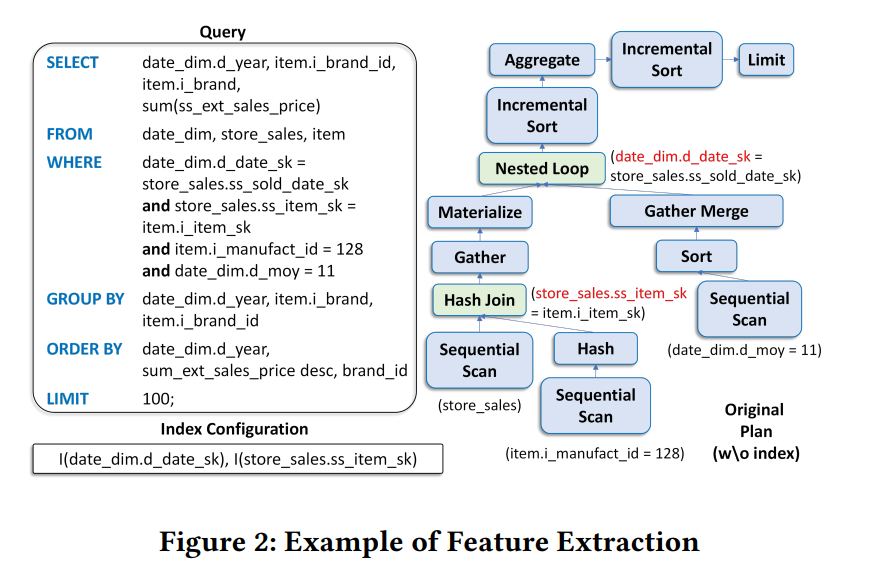 Query
SELECT date_dim.d_year, item.i_brand_id,
item.i_brand,
sum(ss_ext_sales_price)
FROM date_dim, store_sales, item
WHERE date_dim.d_date_sk =
store_sales.ss_sold_date_sk
and store_sales.ss_item_sk =
item.i_item_sk
and item.i_manufact_id = 128
and date_dim.d_moy = 11
GROUP BY date_dim.d_year, item.i_brand,
item.i_brand_id
ORDER BY date_dim.d_year,
sum_ext_sales_price desc, brand_id
LIMIT 100;
Index Configuration
I(date_dim.d_date_sk), I(store_sales.ss_item_sk)
Aggregate
Incremental
Sort
Limit
Incremental
Sort
Nested Loop
(date_dim.d_date_sk =
store_sales.ss_sold_date_sk)
Materialize
Gather Merge
Gather
Sort
Hash Join
(store_sales.ss_item_sk
= item.i_item_sk)
Sequential
Scan
(date_dim.d_moy = 11)
Sequential
Scan
(store_sales)
Hash
Sequential
Scan
(item.i_manufact_id = 128)
Original
Plan
(w\o index)
Figure 2: Example of Feature Extraction